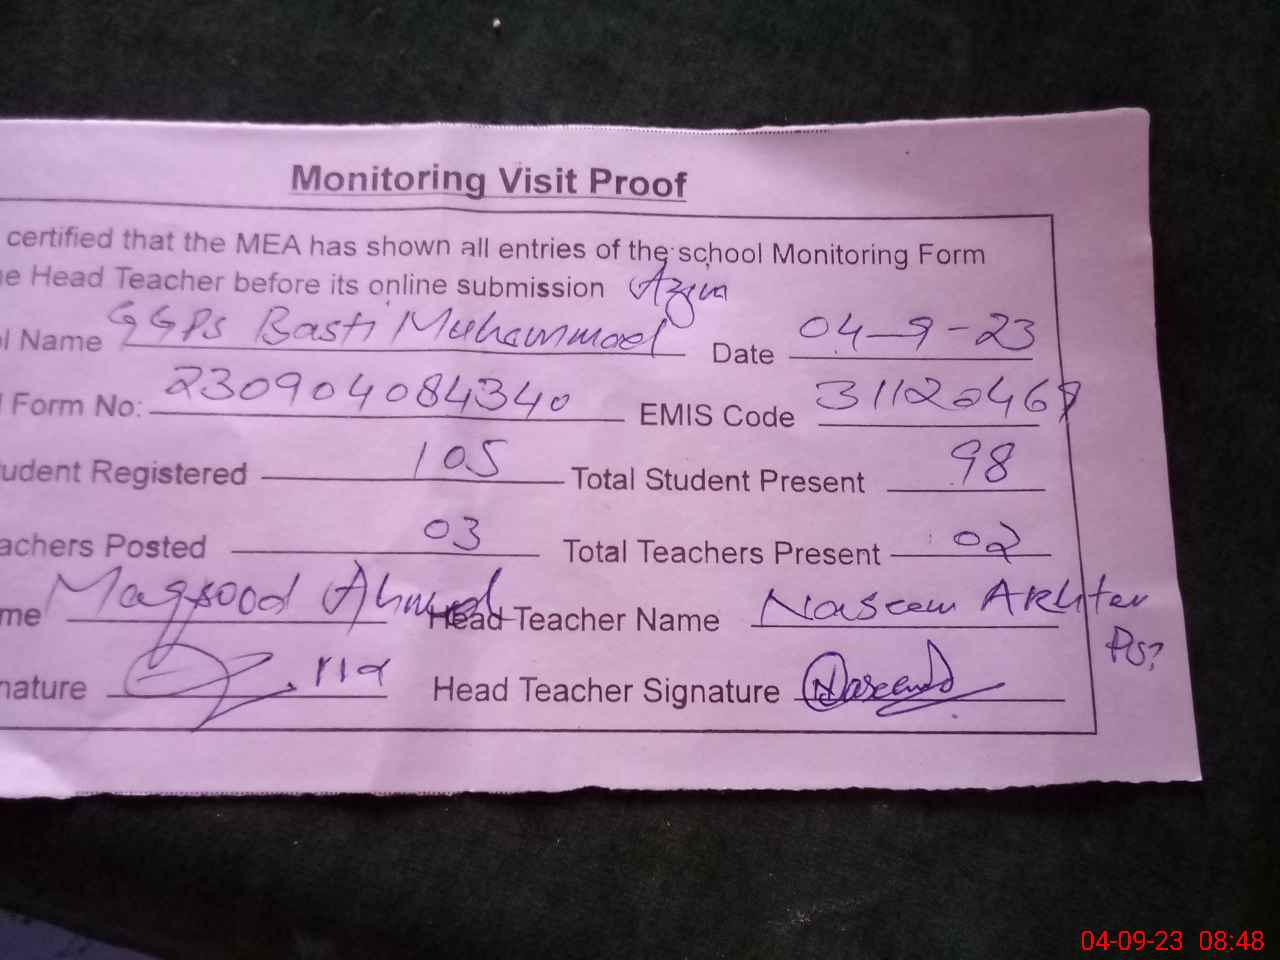 Monitoring Visit Proof
certified that the MEA has shown all entries of the school Monitoring Form
e Head Teacher before its online submission
l Name GGPS Basti Muhammad Date 04-9-23
Form No: 230904084340 EMIS Code 31120467
udent Registered 105 Total Student Present 98
achers Posted 03 Total Teachers Present 02
me Maqsood Ahmed Head Teacher Name Naseem Akhter
nature Head Teacher Signature Naseem
04-09-23 08:48